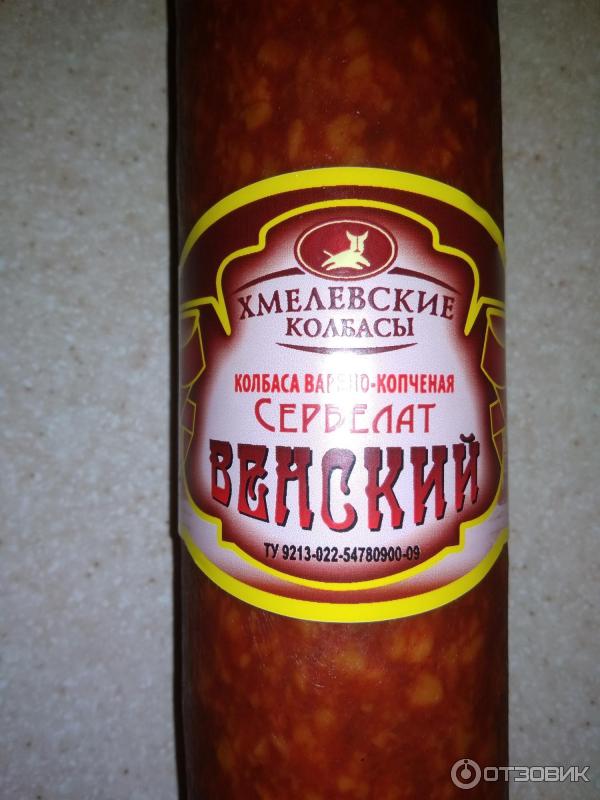 ХМЕЛЕВСКИЕ
КОЛБАСЫ
КОЛБАСА ВАРЕНО-КОПЧЕНАЯ
СЕРВЕЛАТ
ВЕНСКИЙ
ТУ 9213-022-54780900-09
ОТЗОВИК